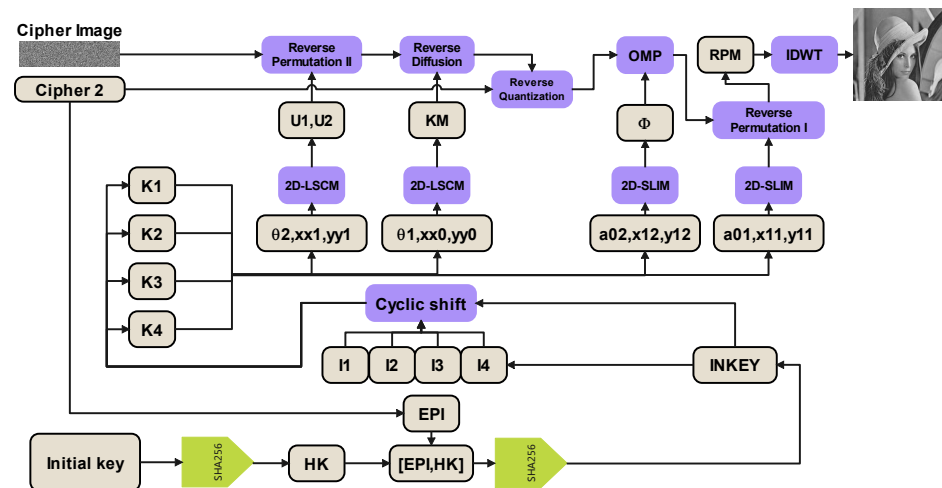 Cipher Image
Reverse
Permutation II
Reverse
Diffusion
OMP
RPM
IDWT
Cipher 2
Reverse
Quantization
U1,U2
KM
Φ
Reverse
Permutation I
K1
2D-LSCM
2D-LSCM
2D-SLIM
2D-SLIM
K2
θ2,xx1,yy1
θ1,xx0,yy0
a02,x12,y12
a01,x11,y11
K3
K4
Cyclic shift
I1
I2
I3
I4
INKEY
EPI
Initial key
SHA256
HK
[EPI,HK]
SHA256